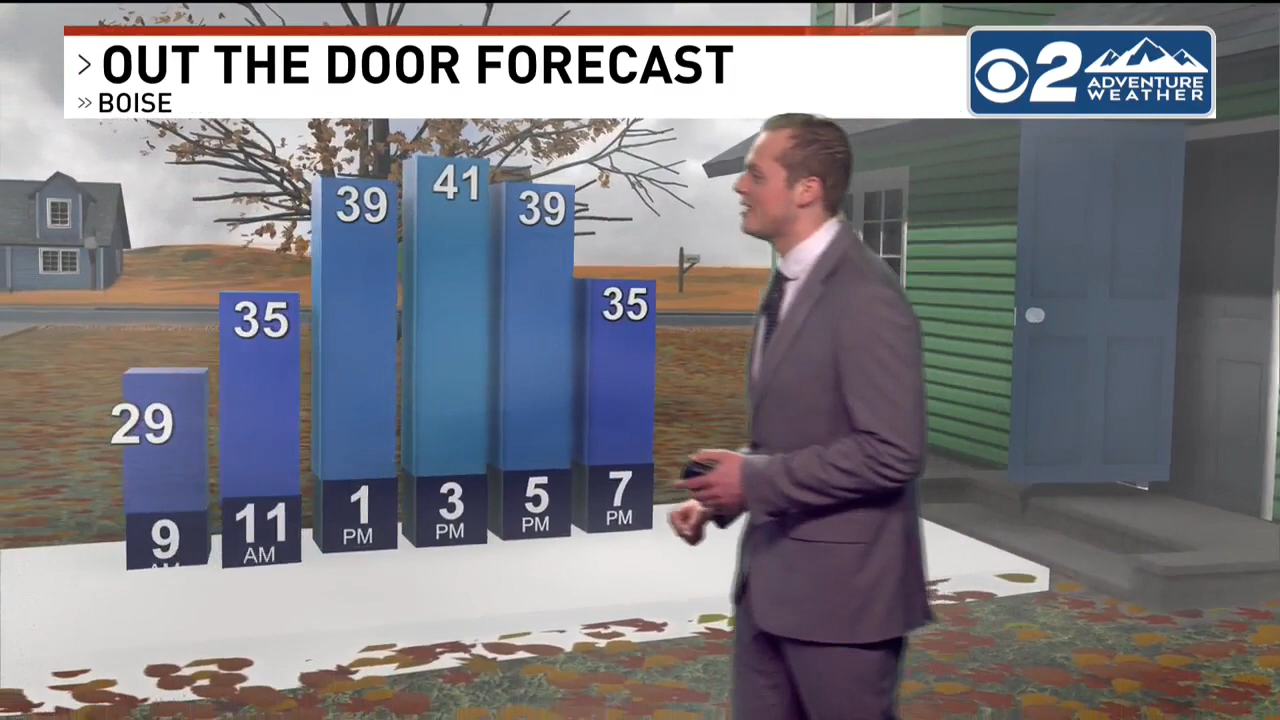 > OUT THE DOOR FORECAST
» BOISE
2 ADVENTURE
WEATHER
29
35
39
41
39
35
9
AM
11
AM
1
PM
3
PM
5
PM
7
PM